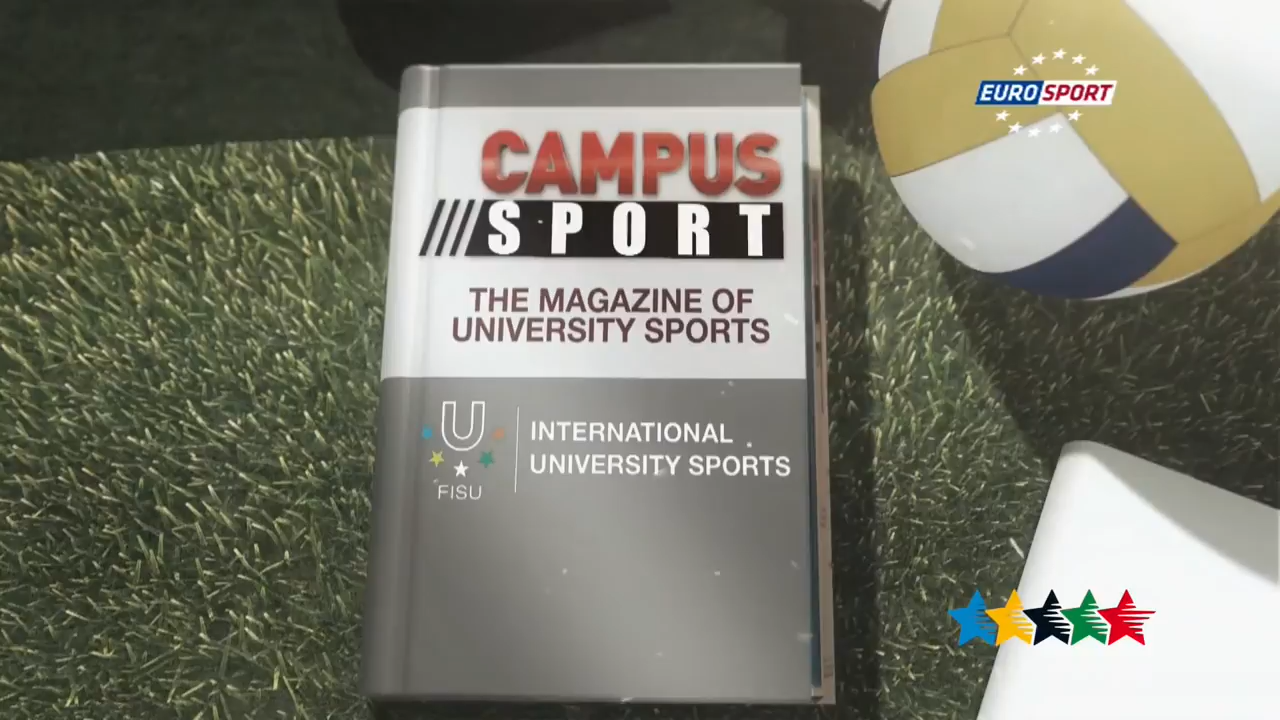 EUROSPORT
CAMPUS
SPORT
THE MAGAZINE OF
UNIVERSITY SPORTS
U
FISU
INTERNATIONAL
UNIVERSITY SPORTS